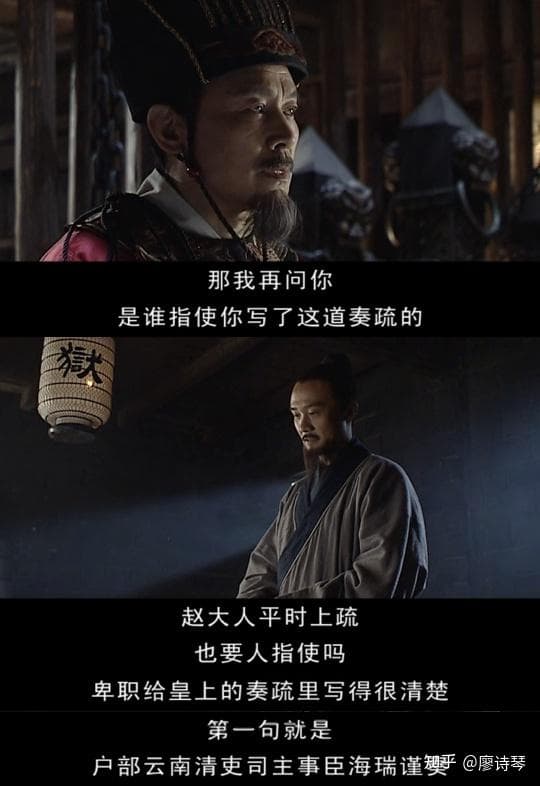 那我再问你
是谁指使你写了这道奏疏的
獄
赵大人平时上疏
也要人指使吗
卑职给皇上的奏疏里写得很清楚
第一句就是
户部云南清吏司主事臣海瑞谨奏
知乎 @廖诗琴